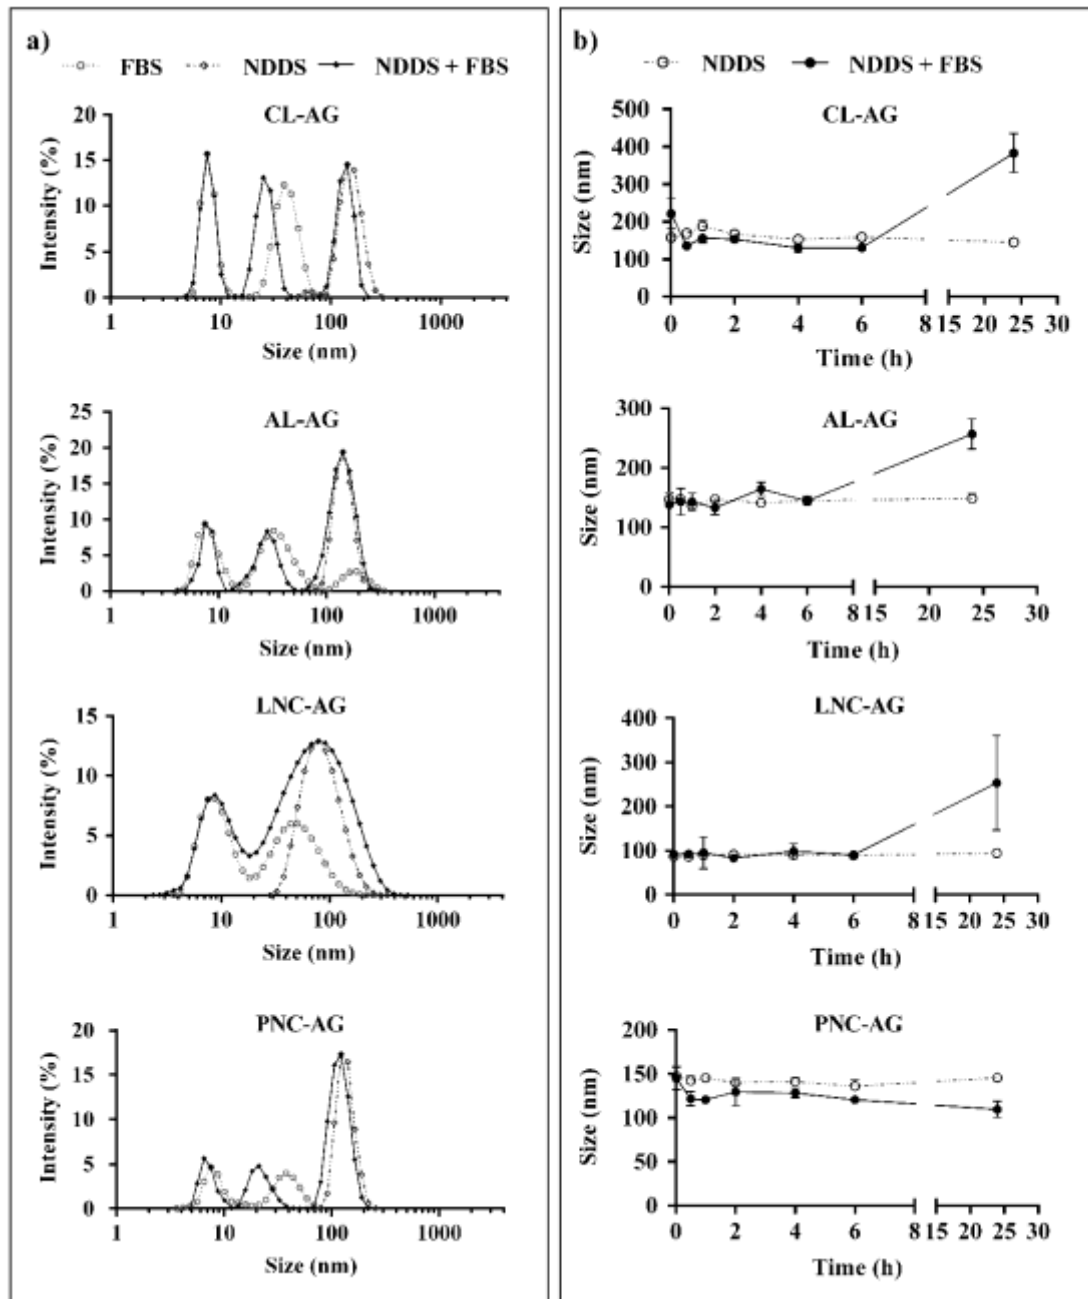 a)
FBS NDDS NDDS + FBS
CL-AG
Intensity (%)
20
15
10
5
0
1 10 100 1000
Size (nm)
AL-AG
Intensity (%)
25
20
15
10
5
0
1 10 100 1000
Size (nm)
LNC-AG
Intensity (%)
15
10
5
0
1 10 100 1000
Size (nm)
PNC-AG
Intensity (%)
20
15
10
5
0
1 10 100 1000
Size (nm)
b)
NDDS NDDS + FBS
CL-AG
Size (nm)
500
400
300
200
100
0
0 2 4 6 8 15 20 25 30
Time (h)
AL-AG
Size (nm)
300
200
100
0
0 2 4 6 8 15 20 25 30
Time (h)
LNC-AG
Size (nm)
400
300
200
100
0
0 2 4 6 8 15 20 25 30
Time (h)
PNC-AG
Size (nm)
200
150
100
50
0
0 2 4 6 8 15 20 25 30
Time (h)